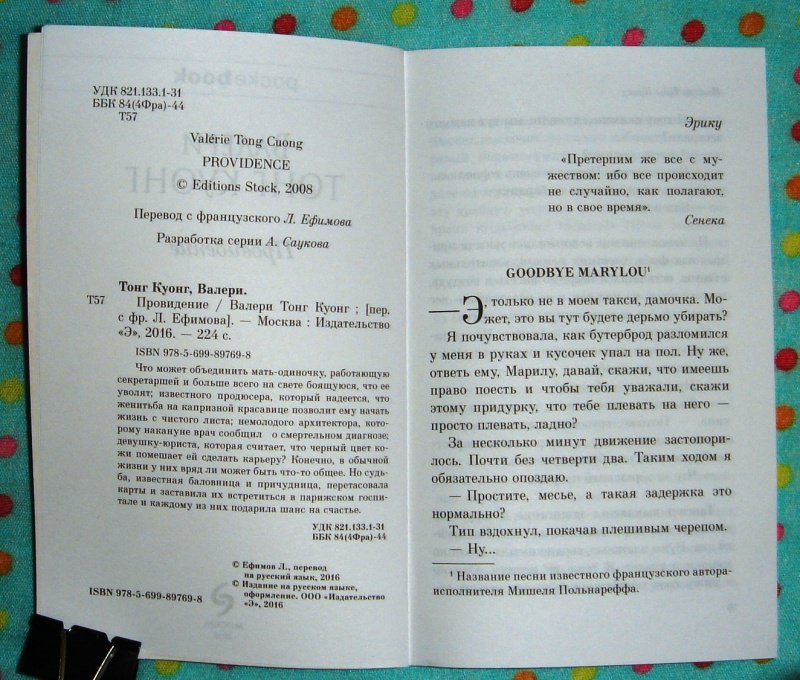 УДК 821.133.1-31
ББК 84(4Фра)-44
Т57
Valérie Tong Cuong
PROVIDENCE
© Editions Stock, 2008
Перевод с французского Л. Ефимова
Разработка серии А. Саукова
Тонг Куонг, Валери.
Т57 Провидение / Валери Тонг Куонг ; [пер.
с фр. Л. Ефимова]. — Москва : Издательство
«Э», 2016. — 224 с.
ISBN 978-5-699-89769-8
Что может объединить мать-одиночку, работающую
секретаршей и больше всего на свете боящуюся, что ее
уволят; известного продюсера, который надеется, что
женитьба на капризной красавице позволит ему начать
жизнь с чистого листа; немолодого архитектора, кото-
рому накануне врач сообщил о смертельном диагнозе;
девушку-юриста, которая считает, что черный цвет ко-
жи помешает ей сделать карьеру? Конечно, в обычной
жизни у них вряд ли может быть что-то общее. Но судь-
ба, известная баловница и причудница, перетасовала
карты и заставила их встретиться в парижском госпи-
тале и каждому из них подарила шанс на счастье.
УДК 821.133.1-31
ББК 84(4Фра)-44
© Ефимов Л., перевод
на русский язык, 2016
© Издание на русском языке,
оформление. ООО «Издательство
«Э», 2016
ISBN 978-5-699-89769-8
Эрику
«Претерпим же все с му-
жеством: ибо все происходит
не случайно, как полагают,
но в свое время».
Сенека
GOODBYE MARYLOU¹
—Э, только не в моем такси, дамочка. Мо-
жет, это вы тут будете дерьмо убирать?
Я почувствовала, как бутерброд разломился
у меня в руках и кусочек упал на пол. Ну же,
ответь ему, Марилу, давай, скажи, что имеешь
право поесть и чтобы тебя уважали, скажи
этому придурку, что тебе плевать на него —
просто плевать, ладно?
За несколько минут движение застопори-
лось. Почти без четверти два. Таким ходом я
обязательно опоздаю.
— Простите, месье, а такая задержка это
нормально?
Тип вздохнул, покачав плешивым черепом.
— Ну...
¹ Название песни известного французского автора-
исполнителя Мишеля Польнареффа.